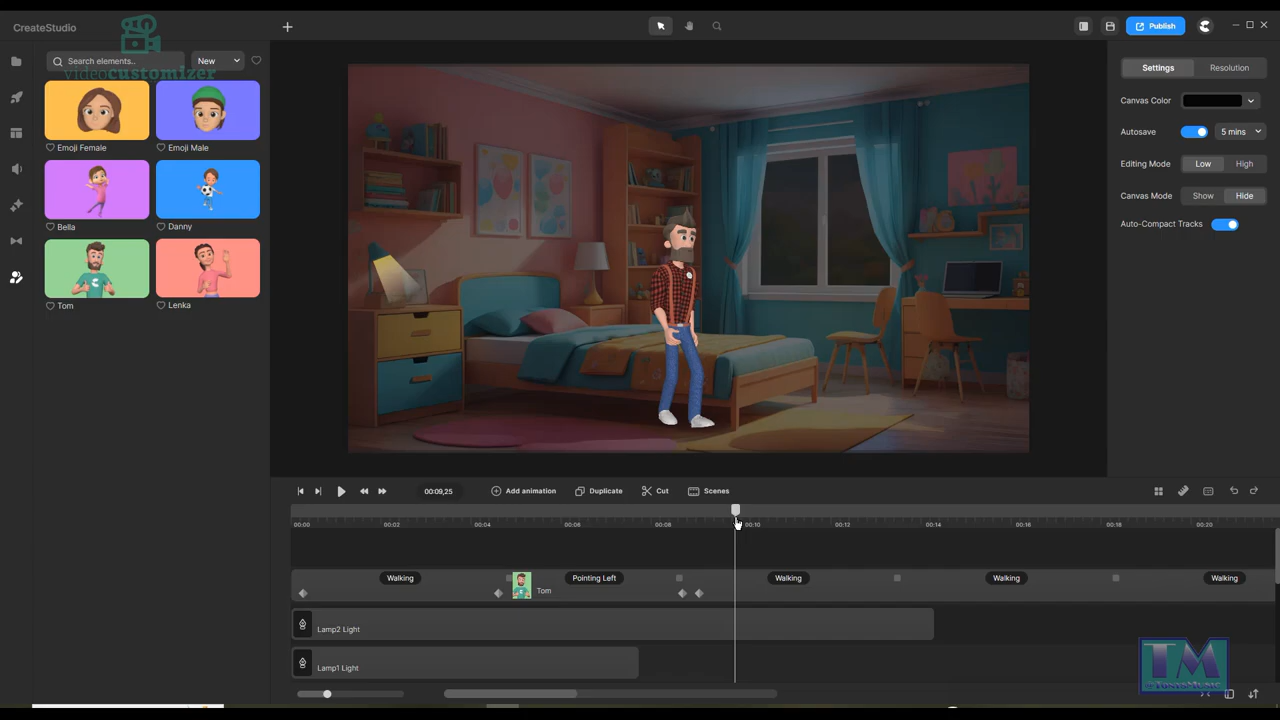 CreateStudio
Publish
videocustomizer
Search elements..
New
Settings
Resolution
Canvas Color
Autosave
5 mins
Editing Mode
Low
High
Canvas Mode
Show
Hide
Auto-Compact Tracks
Emoji Female
Emoji Male
Bella
Danny
Tom
Lenka
00:09,25
Add animation
Duplicate
Cut
Scenes
00:00
00:02
00:04
00:06
00:08
00:10
00:12
00:14
00:16
00:18
00:20
Walking
Pointing Left
Walking
Walking
Walking
Tom
Lamp2 Light
Lamp1 Light
TM